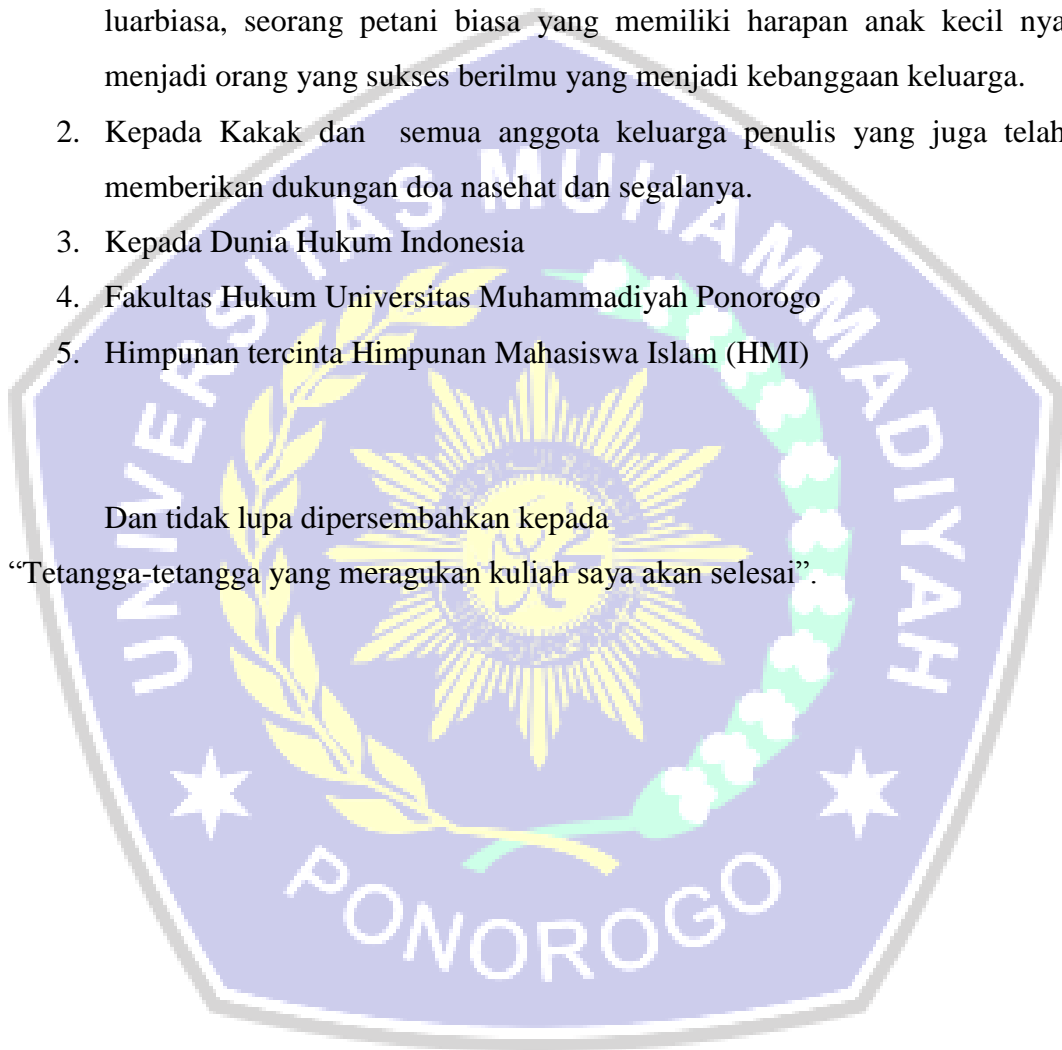 luarbiasa, seorang petani biasa yang memiliki harapan anak kecil nya
menjadi orang yang sukses berilmu yang menjadi kebanggaan keluarga.
2. Kepada Kakak dan semua anggota keluarga penulis yang juga telah
memberikan dukungan doa nasehat dan segalanya.
3. Kepada Dunia Hukum Indonesia
4. Fakultas Hukum Universitas Muhammadiyah Ponorogo
5. Himpunan tercinta Himpunan Mahasiswa Islam (HMI)
Dan tidak lupa dipersembahkan kepada
“Tetangga-tetangga yang meragukan kuliah saya akan selesai”.
UNIVERSITAS MUHAMMADIYAH
PONOROGO